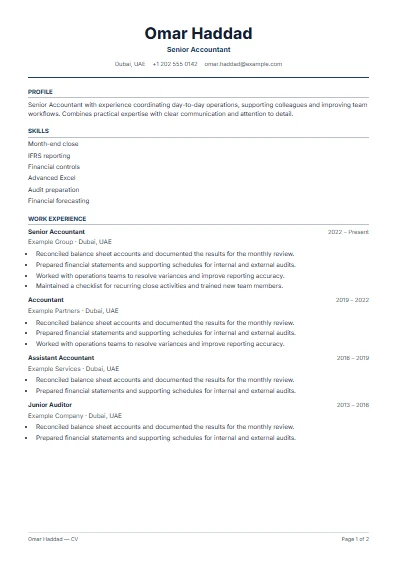 Omar Haddad
Senior Accountant
Dubai, UAE +1 202 555 0142 omar.haddad@example.com
PROFILE
Senior Accountant with experience coordinating day-to-day operations, supporting colleagues and improving team
workflows. Combines practical expertise with clear communication and attention to detail.
SKILLS
Month-end close
IFRS reporting
Financial controls
Advanced Excel
Audit preparation
Financial forecasting
WORK EXPERIENCE
Senior Accountant 2022 – Present
Example Group · Dubai, UAE
• Reconciled balance sheet accounts and documented the results for the monthly review.
• Prepared financial statements and supporting schedules for internal and external audits.
• Worked with operations teams to resolve variances and improve reporting accuracy.
• Maintained a checklist for recurring close activities and trained new team members.
Accountant 2019 – 2022
Example Partners · Dubai, UAE
• Reconciled balance sheet accounts and documented the results for the monthly review.
• Prepared financial statements and supporting schedules for internal and external audits.
• Worked with operations teams to resolve variances and improve reporting accuracy.
Assistant Accountant 2016 – 2019
Example Services · Dubai, UAE
• Reconciled balance sheet accounts and documented the results for the monthly review.
• Prepared financial statements and supporting schedules for internal and external audits.
Junior Auditor 2013 – 2016
Example Company · Dubai, UAE
• Reconciled balance sheet accounts and documented the results for the monthly review.
• Prepared financial statements and supporting schedules for internal and external audits.
Omar Haddad — CV Page 1 of 2